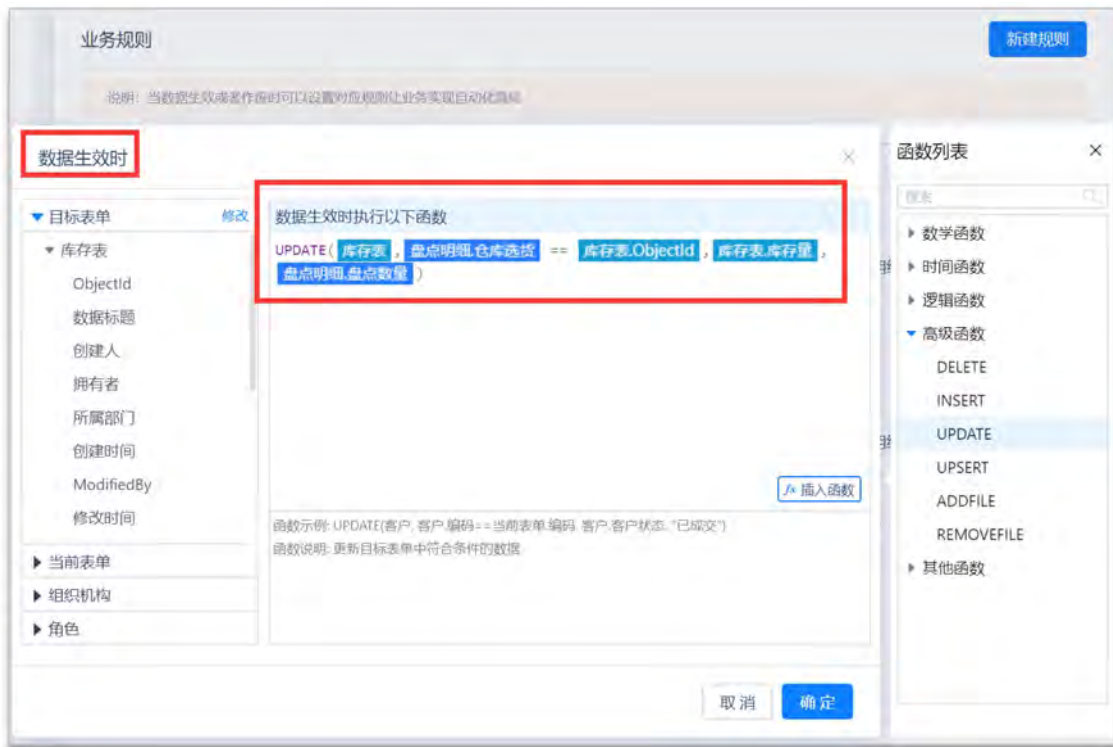 业务规则
新建规则
说明：当数据生效或者作废时可以设置对应规则让业务实现自动化流转
数据生效时
目标表单 修改
库存表
ObjectId
数据标题
创建人
拥有者
所属部门
创建时间
ModifiedBy
修改时间
当前表单
组织机构
角色
数据生效时执行以下函数
UPDATE( 库存表 , 盘点明细.仓库选货 == 库存表.ObjectId , 库存表.库存量 ,
盘点明细.盘点数量 )
fx 插入函数
函数示例: UPDATE(客户, 客户.编码==当前表单.编码, 客户.客户状态, "已成交")
函数说明: 更新目标表单中符合条件的数据
取消 确定
函数列表
搜索
数学函数
时间函数
逻辑函数
高级函数
DELETE
INSERT
UPDATE
UPSERT
ADDFILE
REMOVEFILE
其他函数